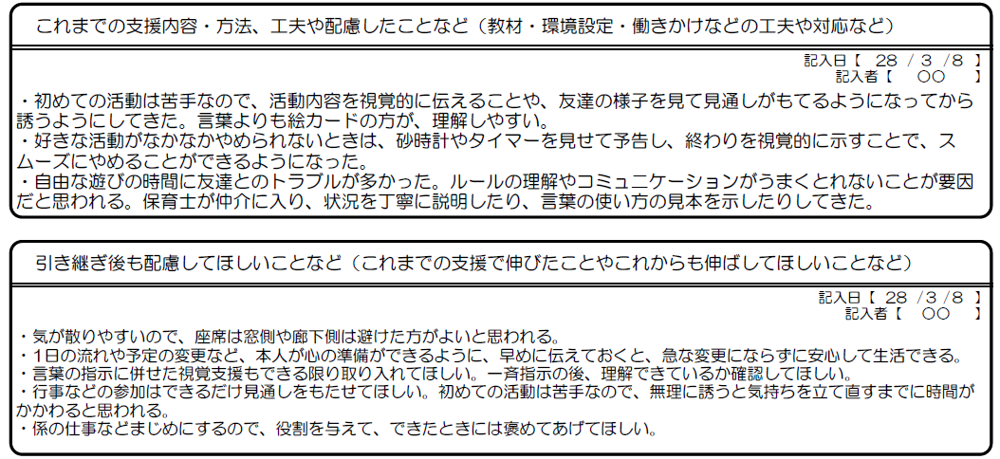 これまでの支援内容・方法、工夫や配慮したことなど（教材・環境設定・働きかけなどの工夫や対応など）
記入日【　28 / 3 /8　】
記入者【　○○　】
・初めての活動は苦手なので、活動内容を視覚的に伝えることや、友達の様子を見て見通しがもてるようになってから
誘うようにしてきた。言葉よりも絵カードの方が、理解しやすい。
・好きな活動がなかなかやめられないときは、砂時計やタイマーを見せて予告し、終わりを視覚的に示すことで、ス
ムーズにやめることができるようになった。
・自由な遊びの時間に友達とのトラブルが多かった。ルールの理解やコミュニケーションがうまくとれないことが要因
だと思われる。保育士が仲介に入り、状況を丁寧に説明したり、言葉の使い方の見本を示したりしてきた。
引き継ぎ後も配慮してほしいことなど（これまでの支援で伸びたことやこれからも伸ばしてほしいことなど）
記入日【　28 /3 /8　】
記入者【　○○　】
・気が散りやすいので、座席は窓側や廊下側は避けた方がよいと思われる。
・1日の流れや予定の変更など、本人が心の準備ができるように、早めに伝えておくと、急な変更にならずに安心して生活できる。
・言葉の指示に併せた視覚支援もできる限り取り入れてほしい。一斉指示の後、理解できているか確認してほしい。
・行事などの参加はできるだけ見通しをもたせてほしい。初めての活動は苦手なので、無理に誘うと気持ちを立て直すまでに時間が
かかわると思われる。
・係の仕事などまじめにするので、役割を与えて、できたときには褒めてあげてほしい。